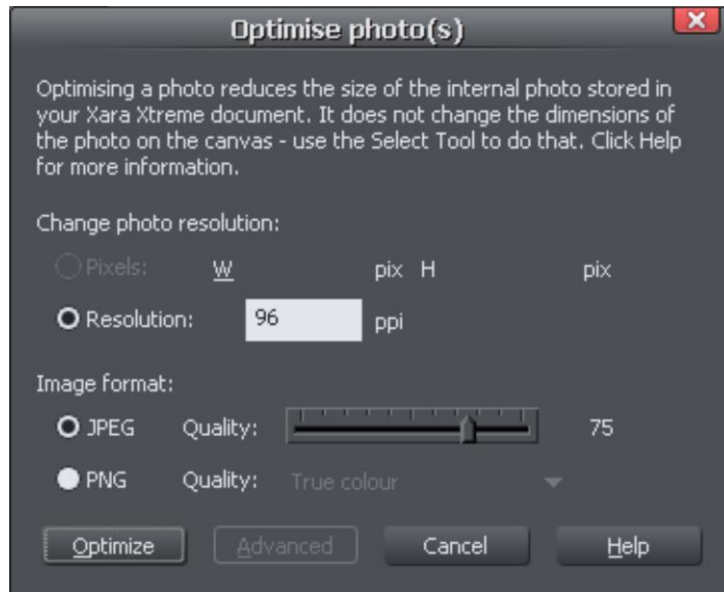 Optimise photo(s)
Optimising a photo reduces the size of the internal photo stored in
your Xara Xtreme document. It does not change the dimensions of
the photo on the canvas - use the Select Tool to do that. Click Help
for more information.
Change photo resolution:
Pixels: W pix H pix
Resolution: 96 ppi
Image format:
JPEG Quality: 75
PNG Quality: True colour
Optimize Advanced Cancel Help